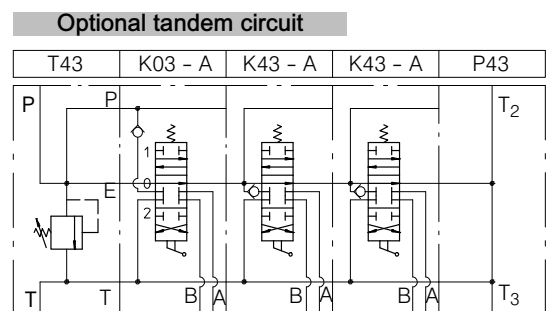 Optional tandem circuit
T43 K03 - A K43 - A K43 - A P43
P P T2
1
E 0
2
T T B A B A B A T3